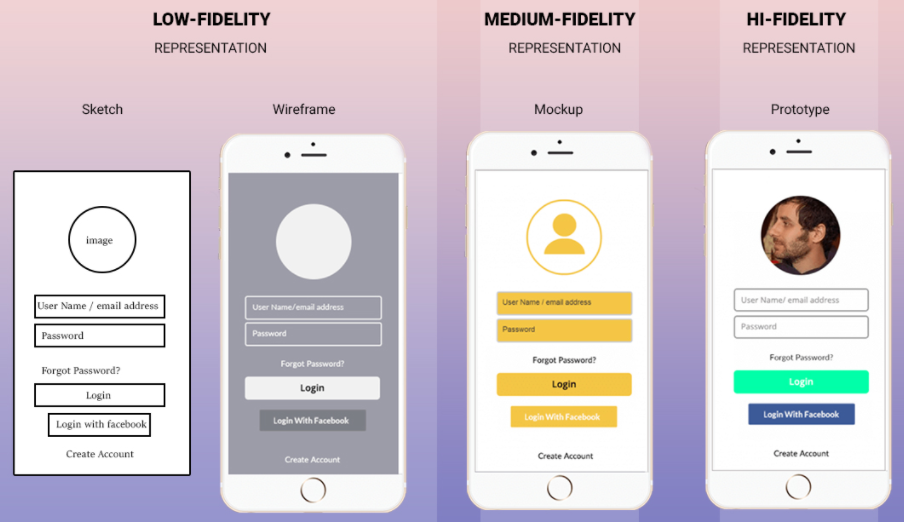 LOW-FIDELITY
REPRESENTATION
MEDIUM-FIDELITY
REPRESENTATION
HI-FIDELITY
REPRESENTATION
Sketch
Wireframe
Mockup
Prototype
image
User Name / email address
Password
Forgot Password?
Login
Login with facebook
Create Account
User Name/email address
Password
Forgot Password?
Login
Login With Facebook
Create Account
User Name / email address
Password
Forgot Password?
Login
Login With Facebook
Create Account
User Name/ email address
Password
Forgot Password?
Login
Login With Facebook
Create Account